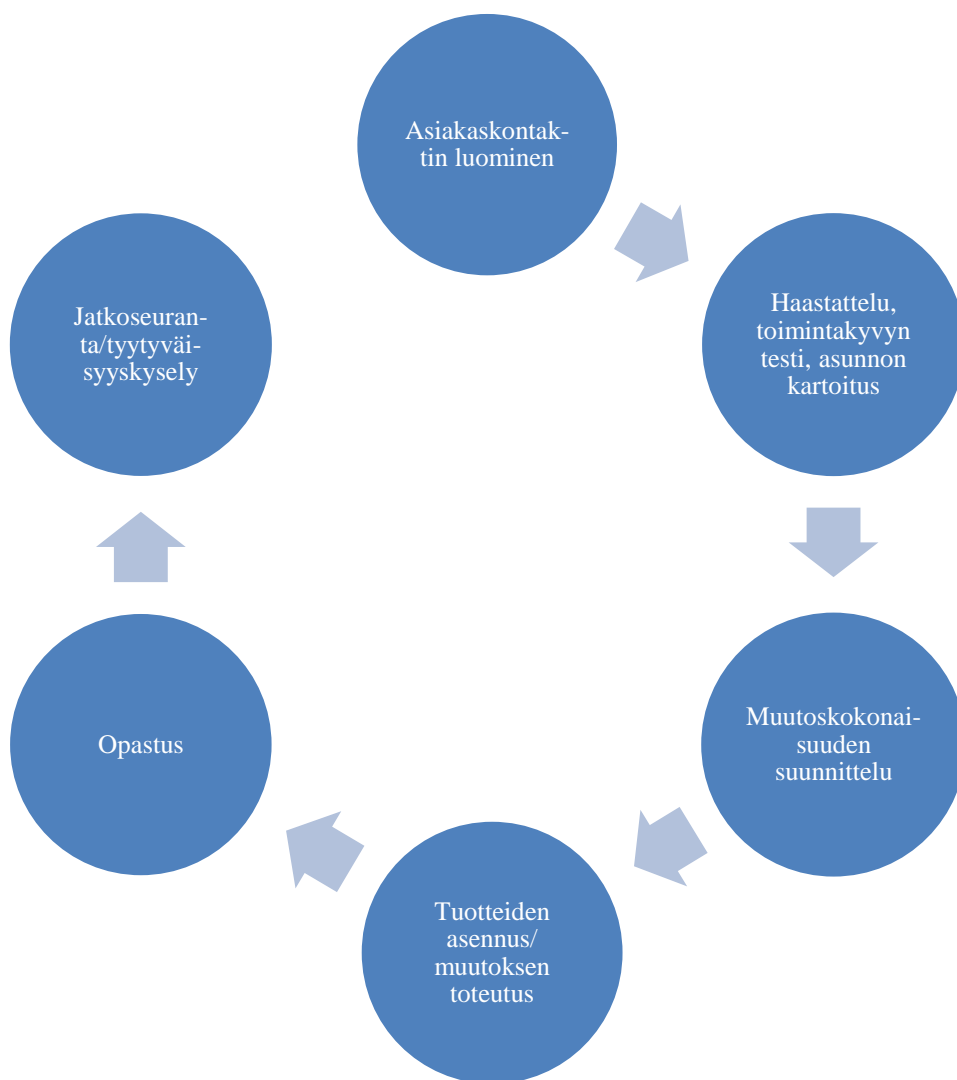 Asiakaskontak-
tin luominen
Haastattelu,
toimintakyvyn
testi, asunnon
kartoitus
Muutoskokonai-
suuden
suunnittelu
Tuotteiden
asennus/
muutoksen
toteutus
Opastus
Jatkoseuran-
ta/tyytyväi-
syyskysely